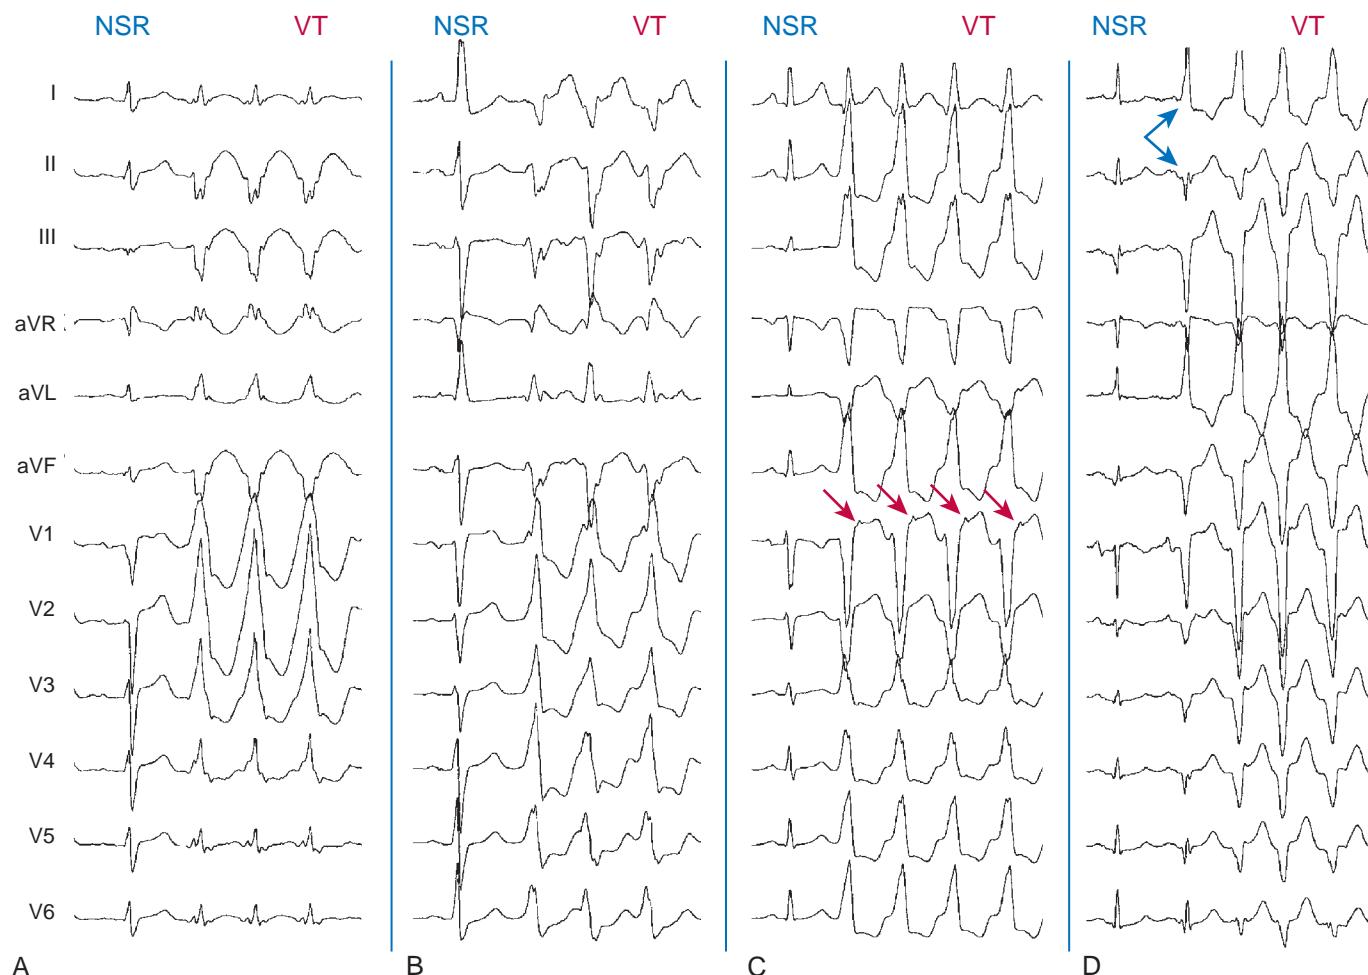 NSR VT NSR VT NSR VT NSR VT
I
II
III
aVR
aVL
aVF
V1
V2
V3
V4
V5
V6
A B C D